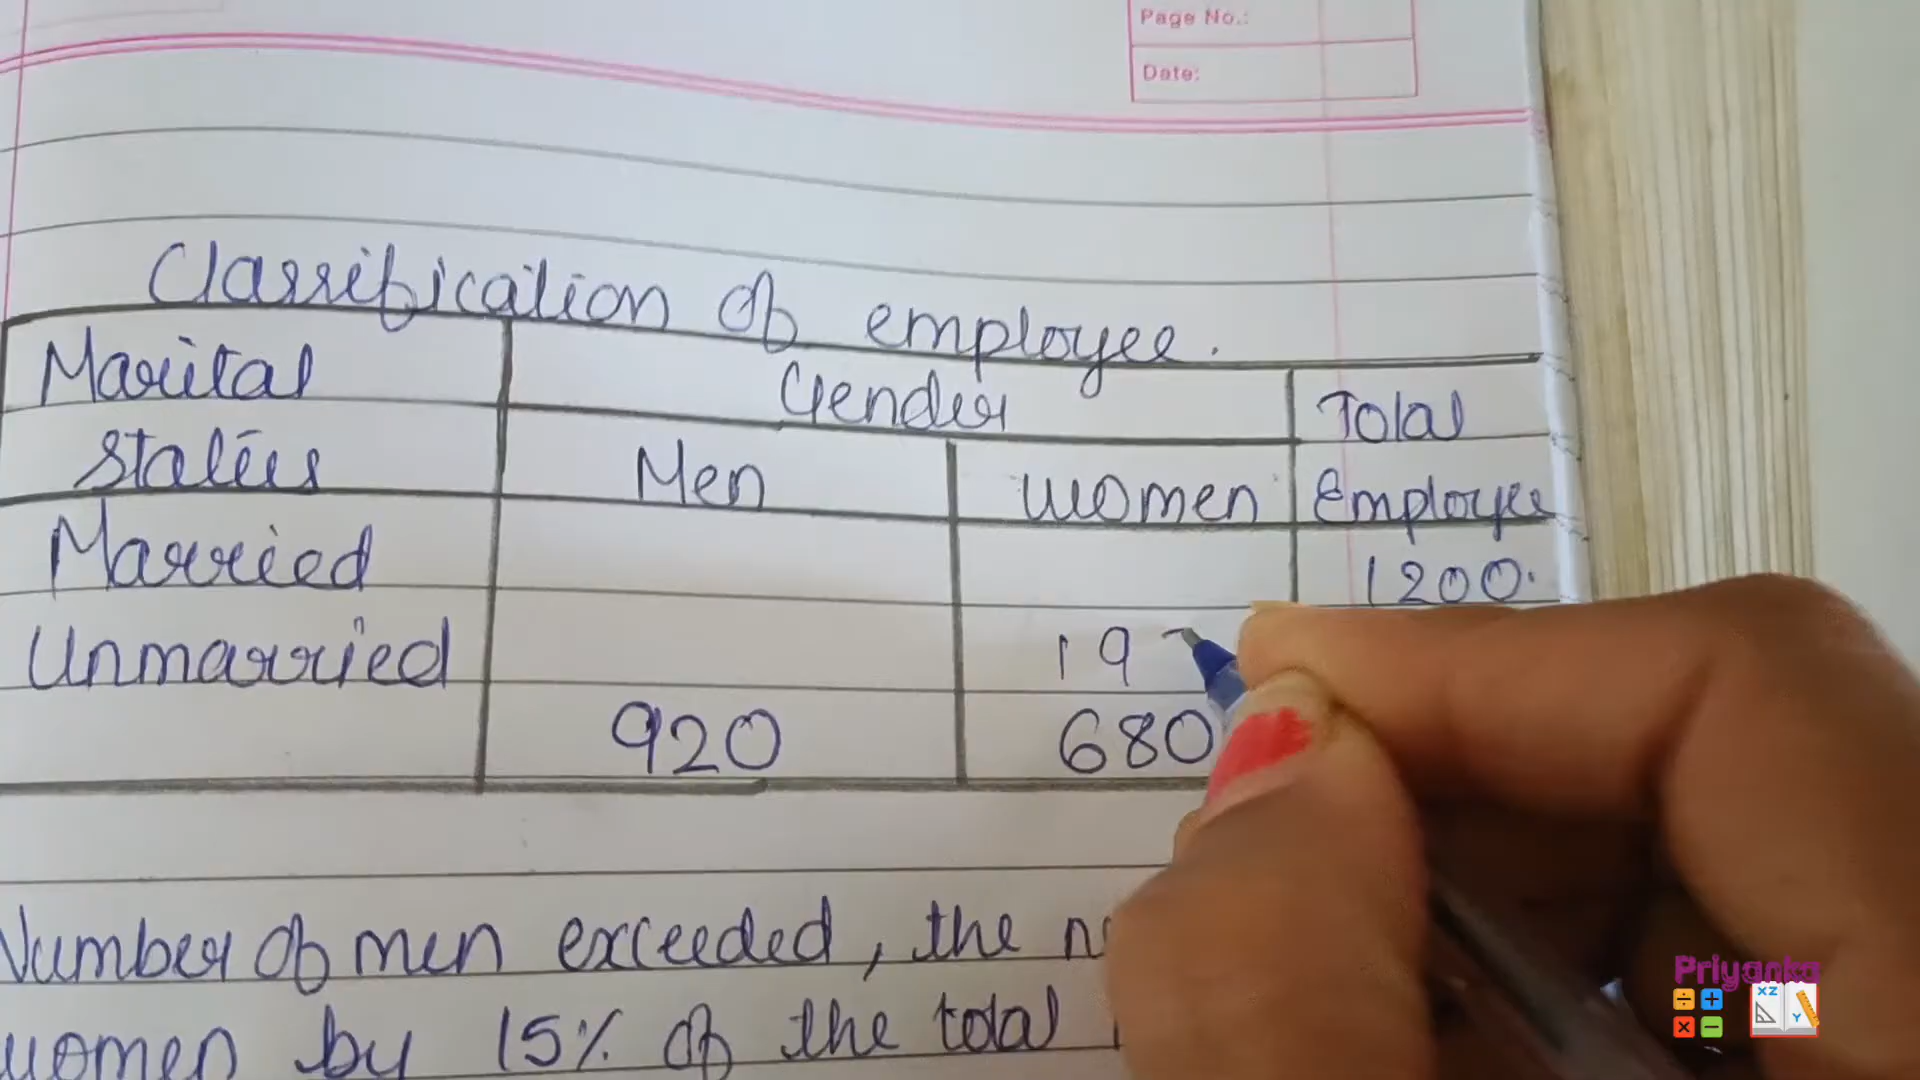 Page No.:
Date:
Classification of employee.
Marital Gender Total
Status Men Women Employee
Married 1200.
Unmarried 19
920 680
Number of men exceeded, the
women by 15% of the total
Priyanka
XZ
Y